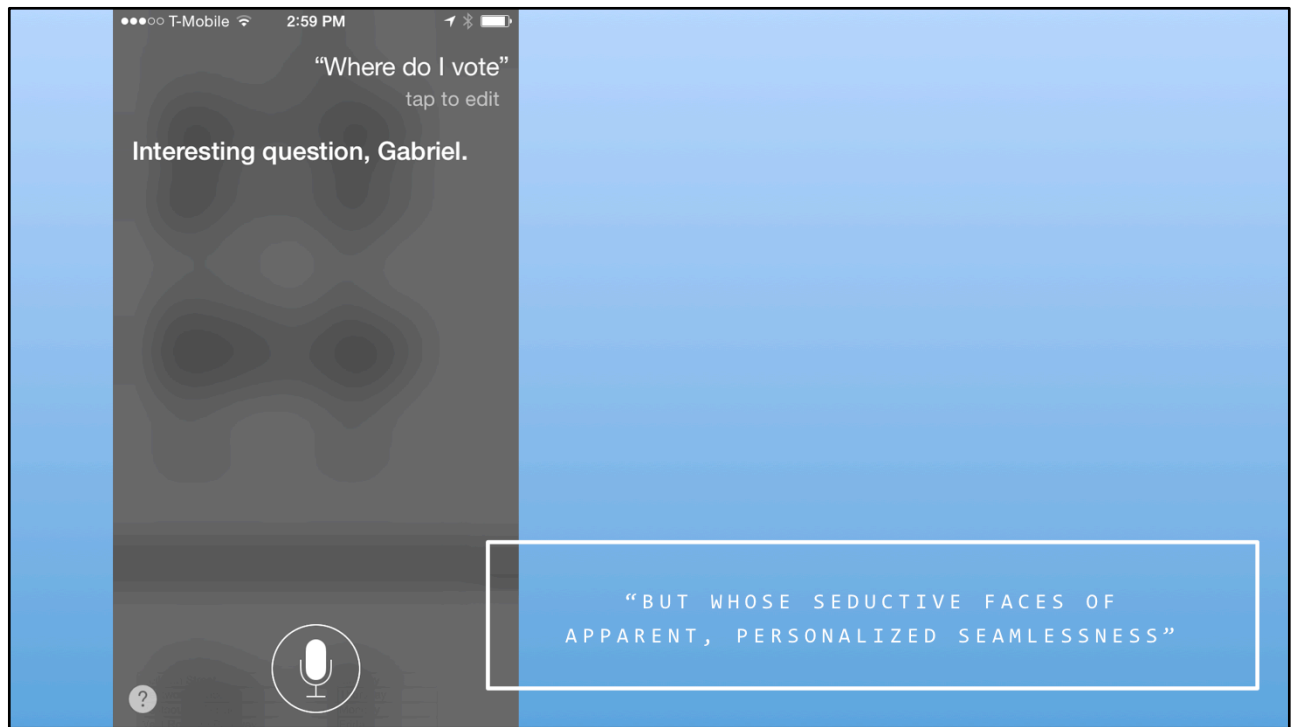 ●●●○○ T-Mobile 2:59 PM
“Where do I vote”
tap to edit
Interesting question, Gabriel.
“BUT WHOSE SEDUCTIVE FACES OF
APPARENT, PERSONALIZED SEAMLESSNESS”
?